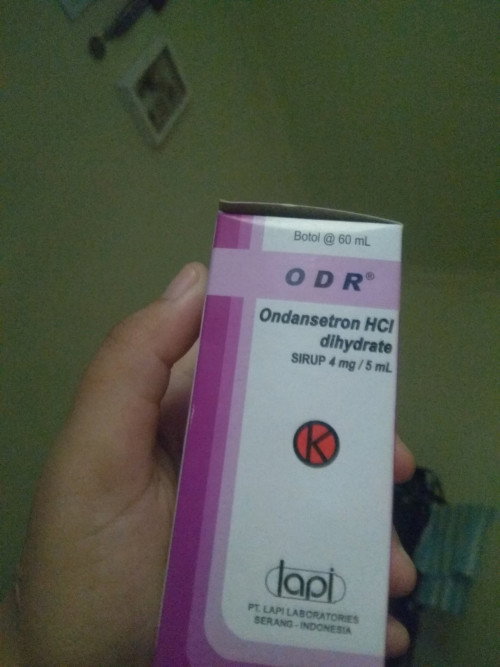 Botol @ 60 mL
ODR®
Ondansetron HCl
dihydrate
SIRUP 4 mg / 5 mL
K
lapi
PT. LAPI LABORATORIES
SERANG - INDONESIA